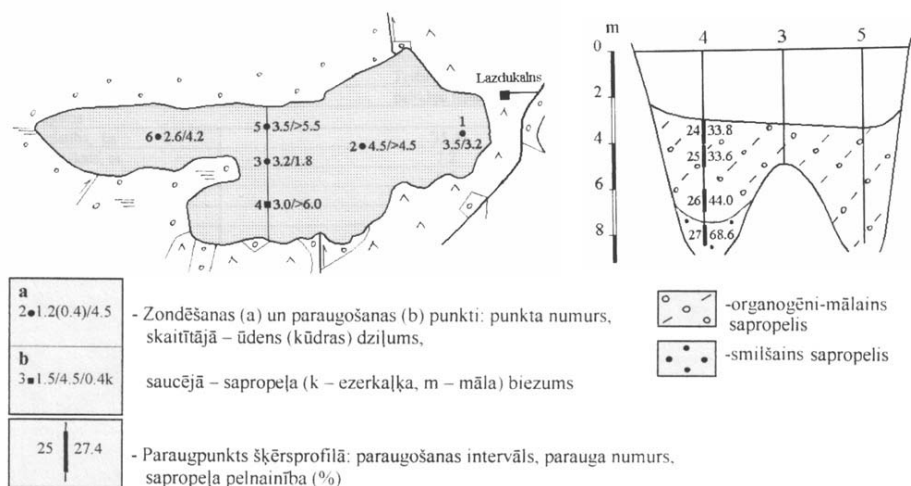 Lazdukalns
1
3.5/3.2
2 4.5/>4.5
5 3.5/>5.5
6 2.6/4.2
3 3.2/1.8
4 3.0/>6.0
m
4 3 5
0
2
4
6
8
24 33.8
25 33.6
26 44.0
27 68.6
a
2 1.2(0.4)/4.5
b
3 1.5/4.5/0.4k
- Zondēšanas (a) un paraugošanas (b) punkti: punkta numurs,
skaitītājā – ūdens (kūdras) dziļums,
saucējā – sapropeļa (k – ezerkaļķa, m – māla) biezums
25 27.4
- Paraugpunkts šķērsprofilā: paraugošanas intervāls, parauga numurs,
sapropeļa pelnainība (%)
-organogēni-mālains
sapropelis
-smilšains sapropelis